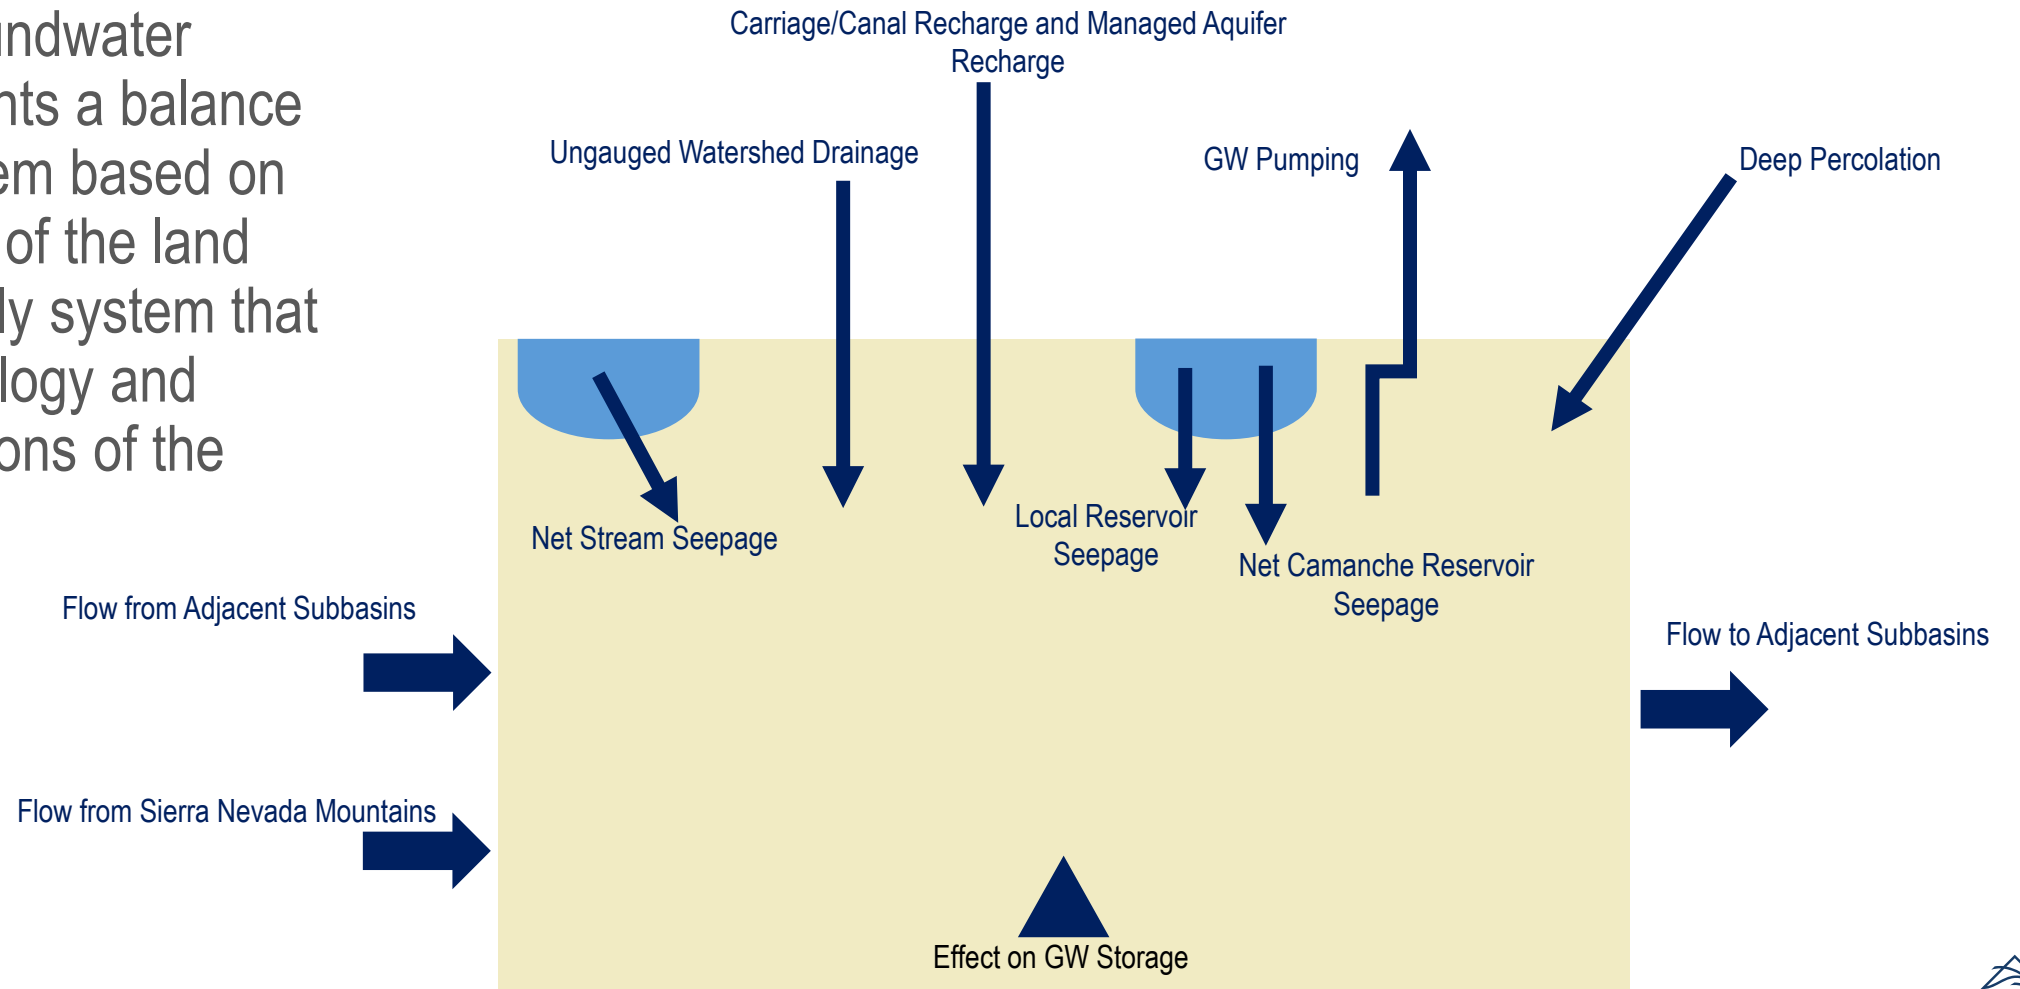 undwater
nts a balance
em based on
of the land
ly system that
logy and
ons of the
Carriage/Canal Recharge and Managed Aquifer
Recharge
Ungauged Watershed Drainage
GW Pumping
Deep Percolation
Net Stream Seepage
Local Reservoir
Seepage
Net Camanche Reservoir
Seepage
Flow from Adjacent Subbasins
Flow to Adjacent Subbasins
Flow from Sierra Nevada Mountains
Effect on GW Storage